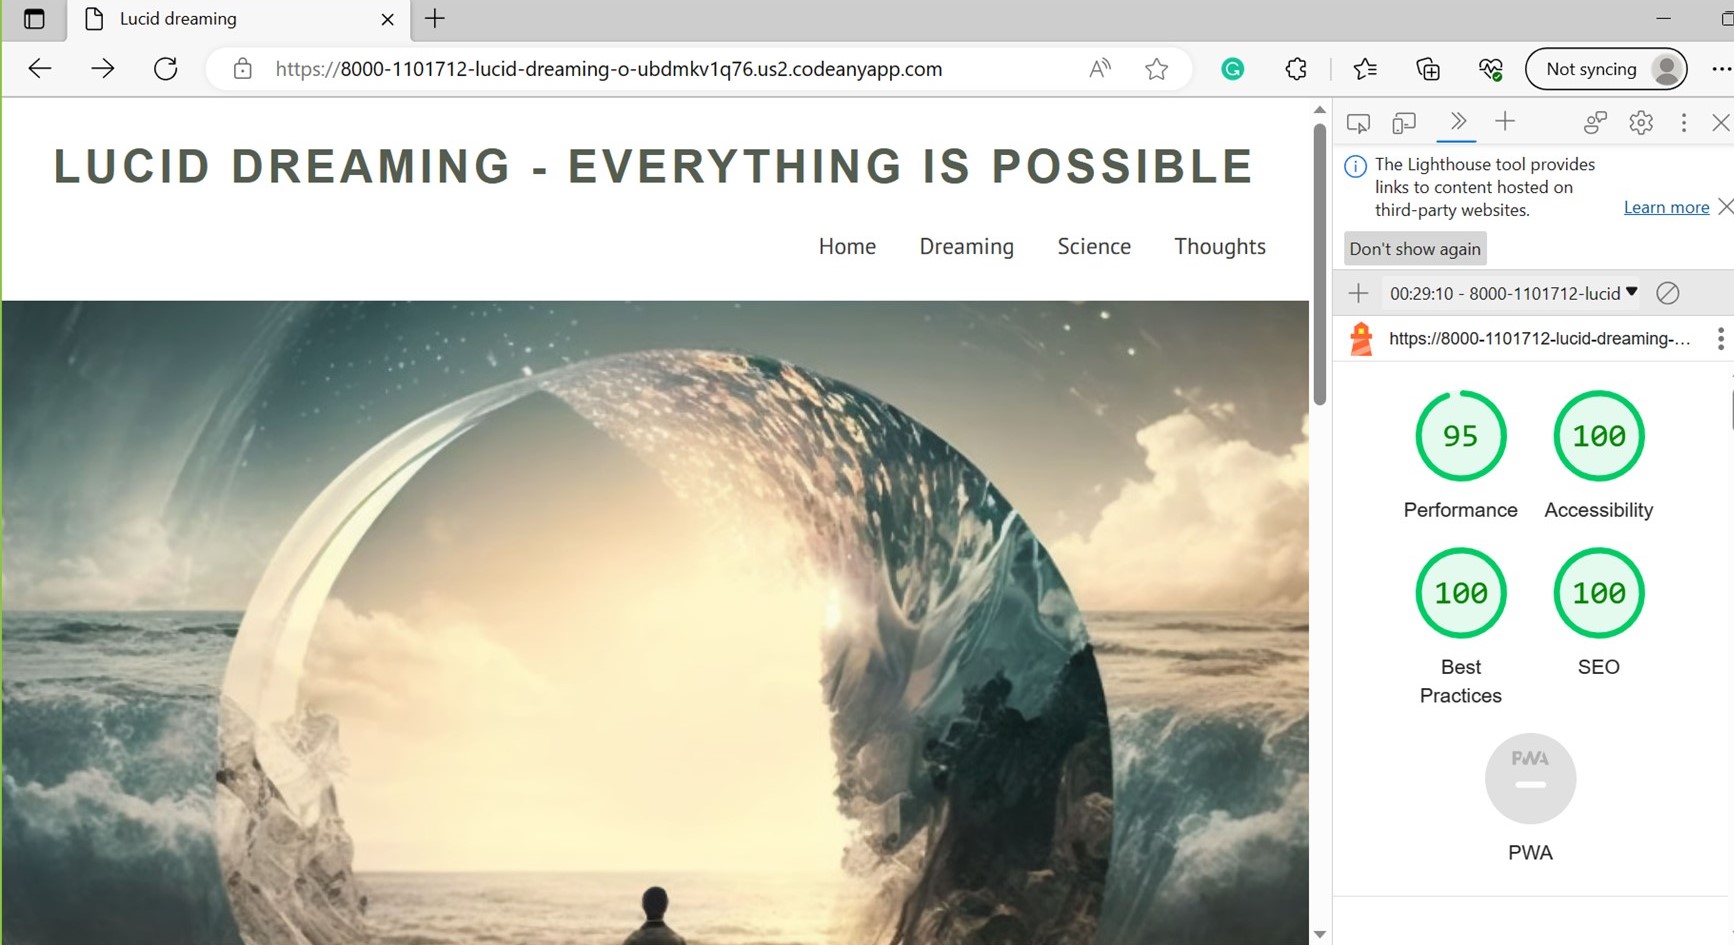 Lucid dreaming
https://8000-1101712-lucid-dreaming-o-ubdmkv1q76.us2.codeanyapp.com
Not syncing
LUCID DREAMING - EVERYTHING IS POSSIBLE
Home Dreaming Science Thoughts
The Lighthouse tool provides
links to content hosted on
third-party websites.
Learn more
Don't show again
00:29:10 - 8000-1101712-lucid
https://8000-1101712-lucid-dreaming-...
95 100
Performance Accessibility
100 100
Best
Practices
SEO
PWA
PWA